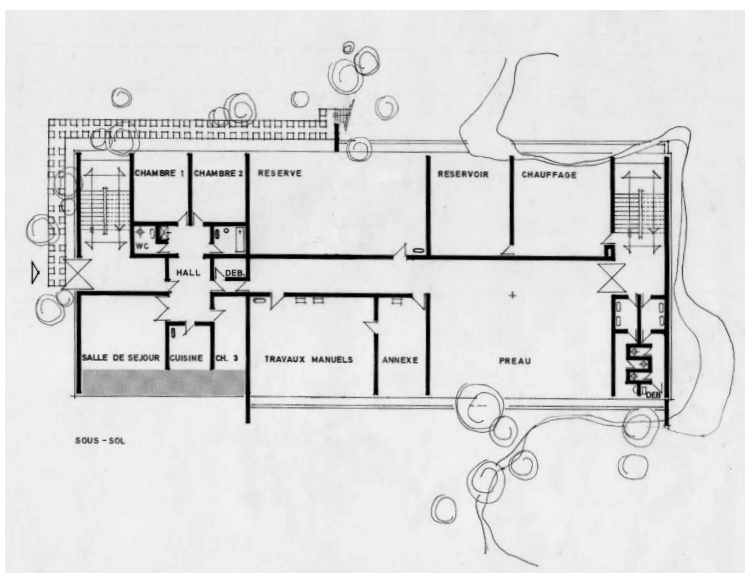 CHAMBRE 1
CHAMBRE 2
RESERVE
RESERVOIR
CHAUFFAGE
WC
HALL
DEB.
SALLE DE SEJOUR
CUISINE
CH. 3
TRAVAUX MANUELS
ANNEXE
PREAU
DEB.
SOUS-SOL